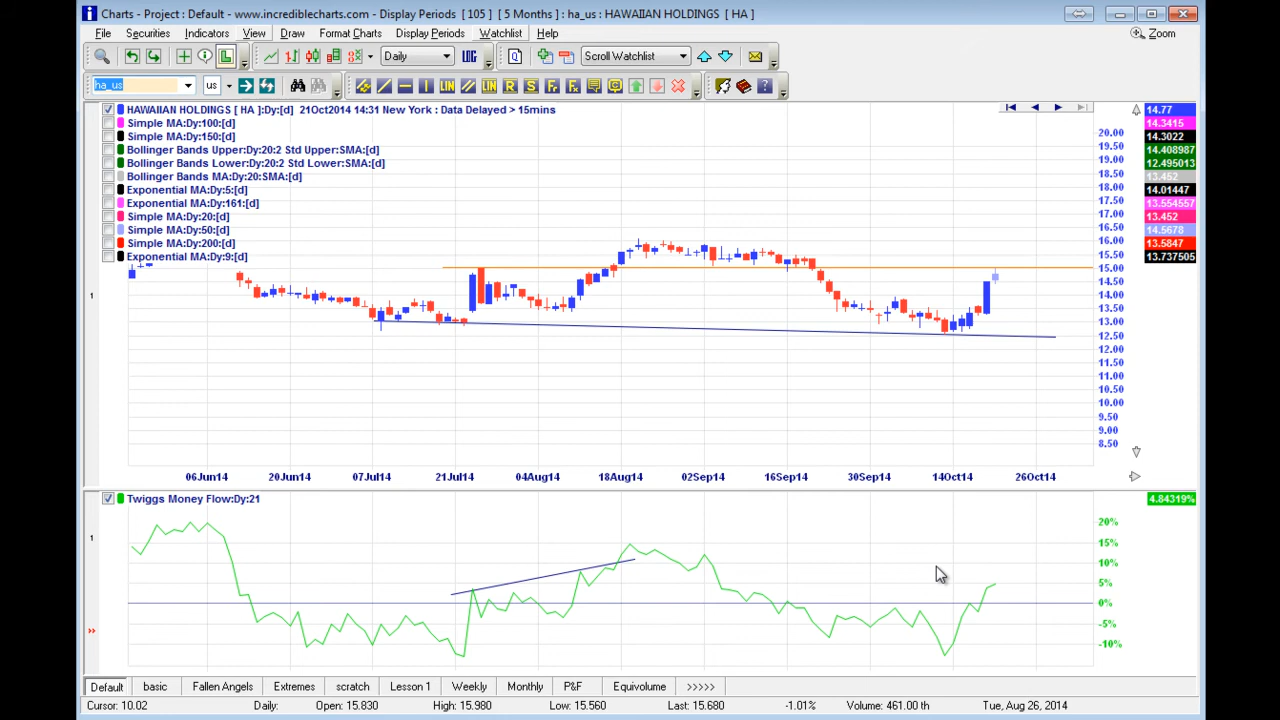 Charts - Project : Default - www.incrediblecharts.com - Display Periods [ 105 ] [ 5 Months ] : ha_us : HAWAIIAN HOLDINGS [ HA ]
File Securities Indicators View Draw Format Charts Display Periods Watchlist Help Zoom
Daily LOG Q Scroll Watchlist
ha_us us LIN LIN R S F F
HAWAIIAN HOLDINGS [ HA ]:Dy:[d] 21Oct2014 14:31 New York : Data Delayed > 15mins
Simple MA:Dy:100:[d]
Simple MA:Dy:150:[d]
Bollinger Bands Upper:Dy:20:2 Std Upper:SMA:[d]
Bollinger Bands Lower:Dy:20:2 Std Lower:SMA:[d]
Bollinger Bands MA:Dy:20:SMA:[d]
Exponential MA:Dy:5:[d]
Exponential MA:Dy:161:[d]
Simple MA:Dy:20:[d]
Simple MA:Dy:50:[d]
Simple MA:Dy:200:[d]
Exponential MA:Dy:9:[d]
14.77
14.3415
14.3022
14.408987
12.495013
13.452
14.01447
13.554557
13.452
14.5678
13.5847
13.737505
20.00
19.50
19.00
18.50
18.00
17.50
17.00
16.50
16.00
15.50
15.00
14.50
14.00
13.50
13.00
12.50
12.00
11.50
11.00
10.50
10.00
9.50
9.00
8.50
1
06Jun14 20Jun14 07Jul14 21Jul14 04Aug14 18Aug14 02Sep14 16Sep14 30Sep14 14Oct14 26Oct14
Twiggs Money Flow:Dy:21
4.84319%
20%
15%
10%
5%
0%
-5%
-10%
1
>>
Default basic Fallen Angels Extremes scratch Lesson 1 Weekly Monthly P&F Equivolume >>>>>
Cursor: 10.02 Daily: Open: 15.830 High: 15.980 Low: 15.560 Last: 15.680 -1.01% Volume: 461.00 th Tue, Aug 26, 2014